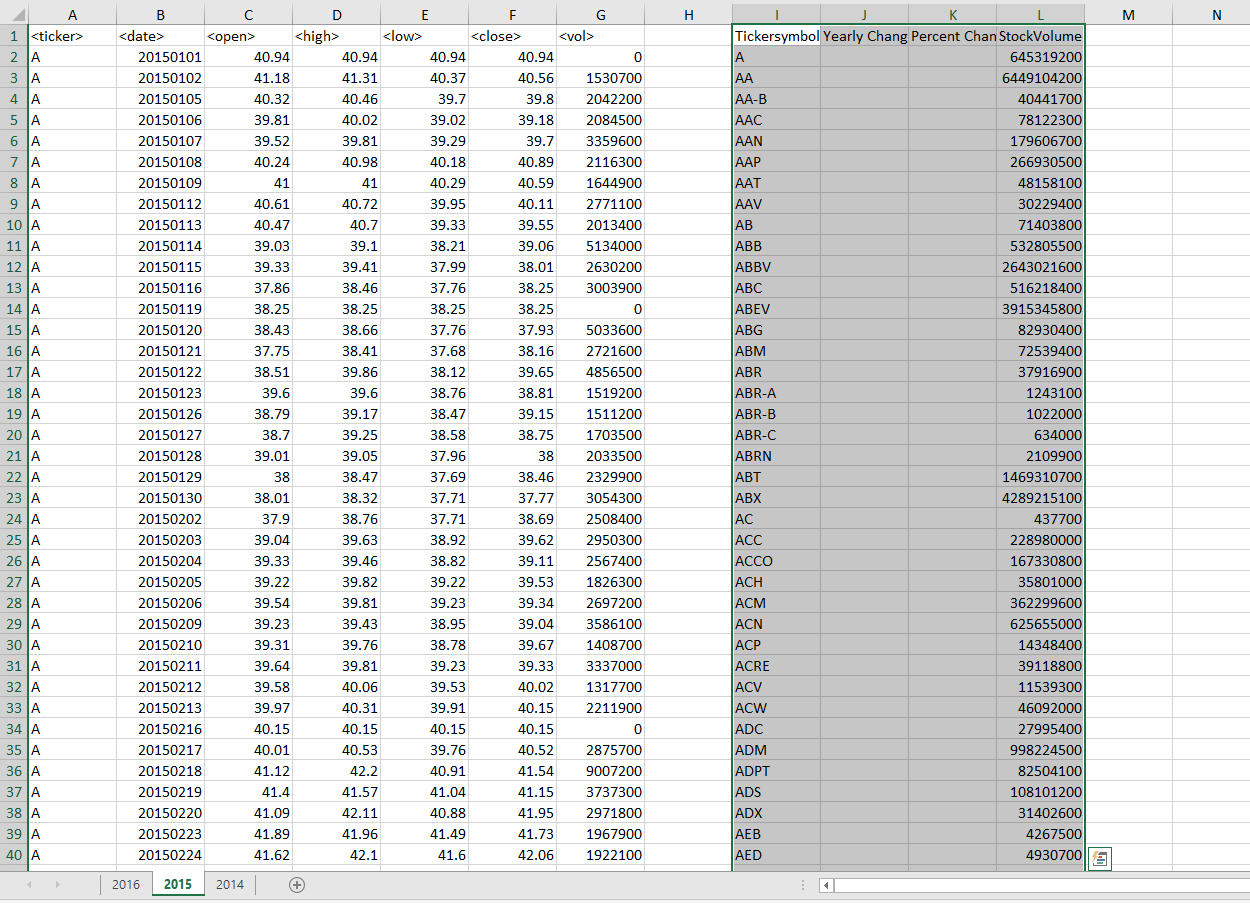 A B C D E F G H I J K L M N
1 <ticker> <date> <open> <high> <low> <close> <vol> Tickersymbol Yearly Chang Percent Chan StockVolume
2 A 20150101 40.94 40.94 40.94 40.94 0 A 645319200
3 A 20150102 41.18 41.31 40.37 40.56 1530700 AA 6449104200
4 A 20150105 40.32 40.46 39.7 39.8 2042200 AA-B 40441700
5 A 20150106 39.81 40.02 39.02 39.18 2084500 AAC 78122300
6 A 20150107 39.52 39.81 39.29 39.7 3359600 AAN 179606700
7 A 20150108 40.24 40.98 40.18 40.89 2116300 AAP 266930500
8 A 20150109 41 41 40.29 40.59 1644900 AAT 48158100
9 A 20150112 40.61 40.72 39.95 40.11 2771100 AAV 30229400
10 A 20150113 40.47 40.7 39.33 39.55 2013400 AB 71403800
11 A 20150114 39.03 39.1 38.21 39.06 5134000 ABB 532805500
12 A 20150115 39.33 39.41 37.99 38.01 2630200 ABBV 2643021600
13 A 20150116 37.86 38.46 37.76 38.25 3003900 ABC 516218400
14 A 20150119 38.25 38.25 38.25 38.25 0 ABEV 3915345800
15 A 20150120 38.43 38.66 37.76 37.93 5033600 ABG 82930400
16 A 20150121 37.75 38.41 37.68 38.16 2721600 ABM 72539400
17 A 20150122 38.51 39.86 38.12 39.65 4856500 ABR 37916900
18 A 20150123 39.6 39.6 38.76 38.81 1519200 ABR-A 1243100
19 A 20150126 38.79 39.17 38.47 39.15 1511200 ABR-B 1022000
20 A 20150127 38.7 39.25 38.58 38.75 1703500 ABR-C 634000
21 A 20150128 39.01 39.05 37.96 38 2033500 ABRN 2109900
22 A 20150129 38 38.47 37.69 38.46 2329900 ABT 1469310700
23 A 20150130 38.01 38.32 37.71 37.77 3054300 ABX 4289215100
24 A 20150202 37.9 38.76 37.71 38.69 2508400 AC 437700
25 A 20150203 39.04 39.63 38.92 39.62 2950300 ACC 228980000
26 A 20150204 39.33 39.46 38.82 39.11 2567400 ACCO 167330800
27 A 20150205 39.22 39.82 39.22 39.53 1826300 ACH 35801000
28 A 20150206 39.54 39.81 39.23 39.34 2697200 ACM 362299600
29 A 20150209 39.23 39.43 38.95 39.04 3586100 ACN 625655000
30 A 20150210 39.31 39.76 38.78 39.67 1408700 ACP 14348400
31 A 20150211 39.64 39.81 39.23 39.33 3337000 ACRE 39118800
32 A 20150212 39.58 40.06 39.53 40.02 1317700 ACV 11539300
33 A 20150213 39.97 40.31 39.91 40.15 2211900 ACW 46092000
34 A 20150216 40.15 40.15 40.15 40.15 0 ADC 27995400
35 A 20150217 40.01 40.53 39.76 40.52 2875700 ADM 998224500
36 A 20150218 41.12 42.2 40.91 41.54 9007200 ADPT 82504100
37 A 20150219 41.4 41.57 41.04 41.15 3737300 ADS 108101200
38 A 20150220 41.09 42.11 40.88 41.95 2971800 ADX 31402600
39 A 20150223 41.89 41.96 41.49 41.73 1967900 AEB 4267500
40 A 20150224 41.62 42.1 41.6 42.06 1922100 AED 4930700
2016 2015 2014